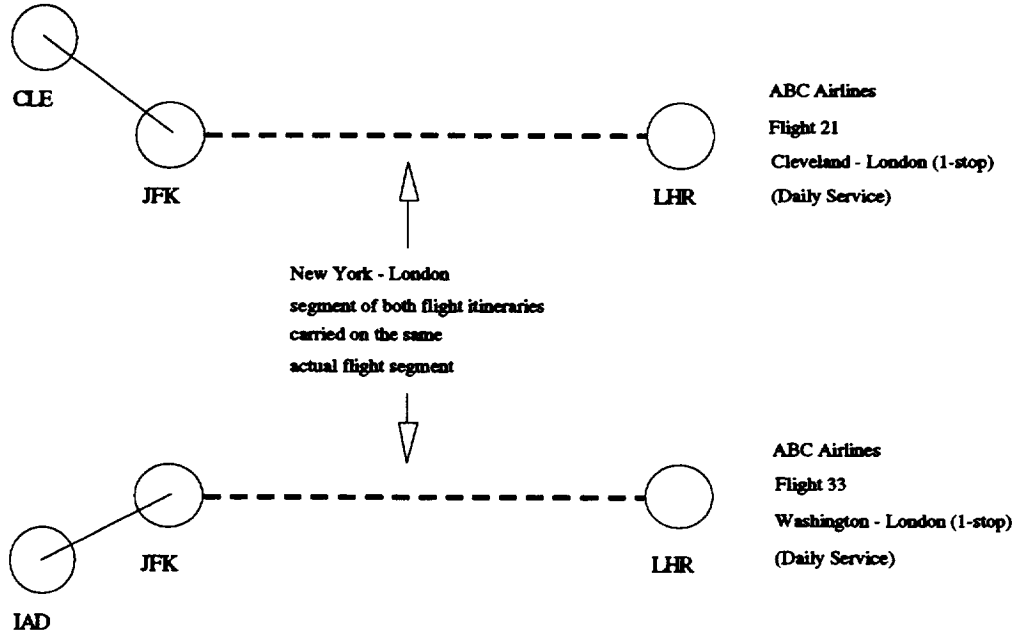 CLE
JFK
LHR
ABC Airlines
Flight 21
Cleveland - London (1-stop)
(Daily Service)
New York - London
segment of both flight itineraries
carried on the same
actual flight segment
ABC Airlines
Flight 33
Washington - London (1-stop)
(Daily Service)
JFK
LHR
IAD